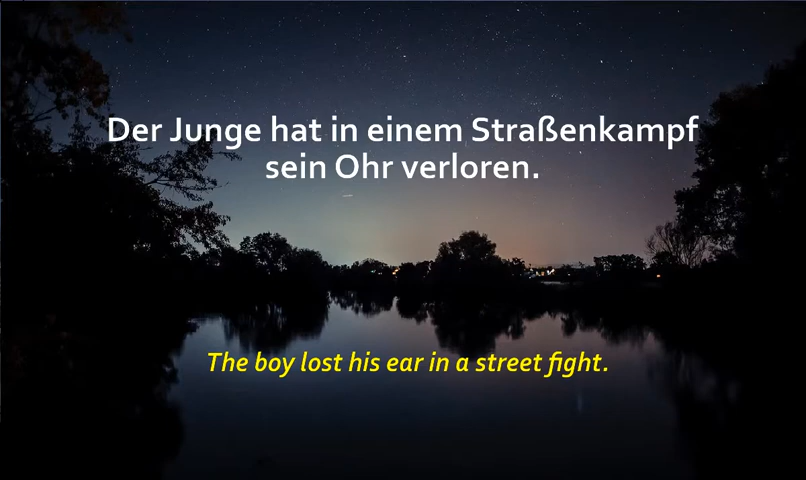 Der Junge hat in einem Straßenkampf
sein Ohr verloren.
The boy lost his ear in a street fight.